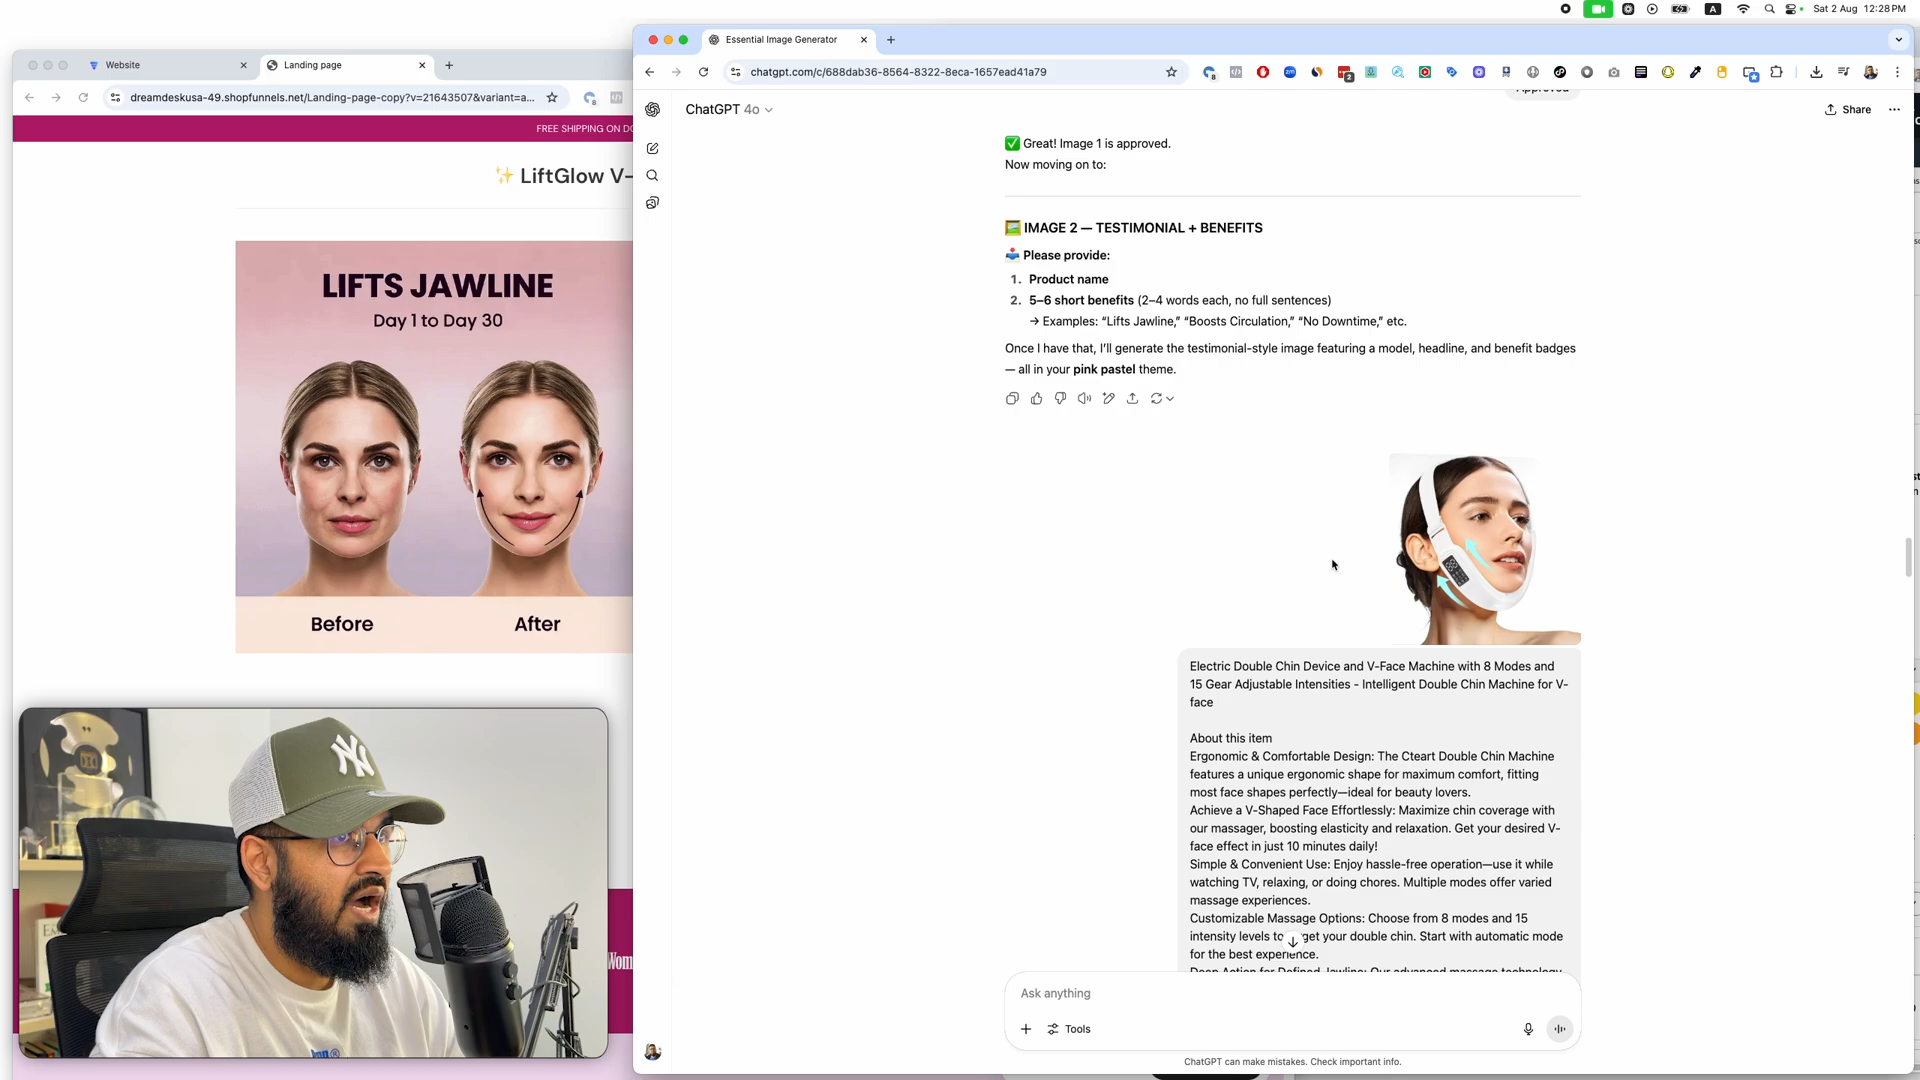 Sat 2 Aug 12:28 PM
Website
Landing page
dreamdeskusa-49.shopfunnels.net/Landing-page-copy?v=21643507&variant=a...
FREE SHIPPING ON
✨ LiftGlow V-
LIFTS JAWLINE
Day 1 to Day 30
Before
After
Essential Image Generator
chatgpt.com/c/688dab36-8564-8322-8eca-1657ead41a79
ChatGPT 4o
Share
Approved
✅ Great! Image 1 is approved.
Now moving on to:
🖼️ IMAGE 2 — TESTIMONIAL + BENEFITS
📥 Please provide:
1. Product name
2. 5–6 short benefits (2–4 words each, no full sentences)
→ Examples: “Lifts Jawline,” “Boosts Circulation,” “No Downtime,” etc.
Once I have that, I’ll generate the testimonial-style image featuring a model, headline, and benefit badges
— all in your pink pastel theme.
Electric Double Chin Device and V-Face Machine with 8 Modes and
15 Gear Adjustable Intensities - Intelligent Double Chin Machine for V-
face
About this item
Ergonomic & Comfortable Design: The Cteart Double Chin Machine
features a unique ergonomic shape for maximum comfort, fitting
most face shapes perfectly—ideal for beauty lovers.
Achieve a V-Shaped Face Effortlessly: Maximize chin coverage with
our massager, boosting elasticity and relaxation. Get your desired V-
face effect in just 10 minutes daily!
Simple & Convenient Use: Enjoy hassle-free operation—use it while
watching TV, relaxing, or doing chores. Multiple modes offer varied
massage experiences.
Customizable Massage Options: Choose from 8 modes and 15
intensity levels to get your double chin. Start with automatic mode
for the best experience.
Deep Action for Defined Jawline: Our advanced massage technology
Ask anything
Tools
ChatGPT can make mistakes. Check important info.
NY